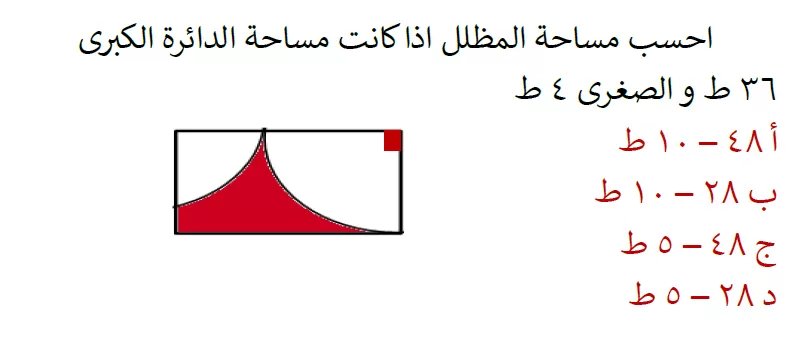 احسب مساحة المظلل اذا كانت مساحة الدائرة الكبرى
٣٦ ط و الصغرى ٤ ط
أ ٤٨ – ١٠ ط
ب ٢٨ – ١٠ ط
ج ٤٨ – ٥ ط
د ٢٨ – ٥ ط